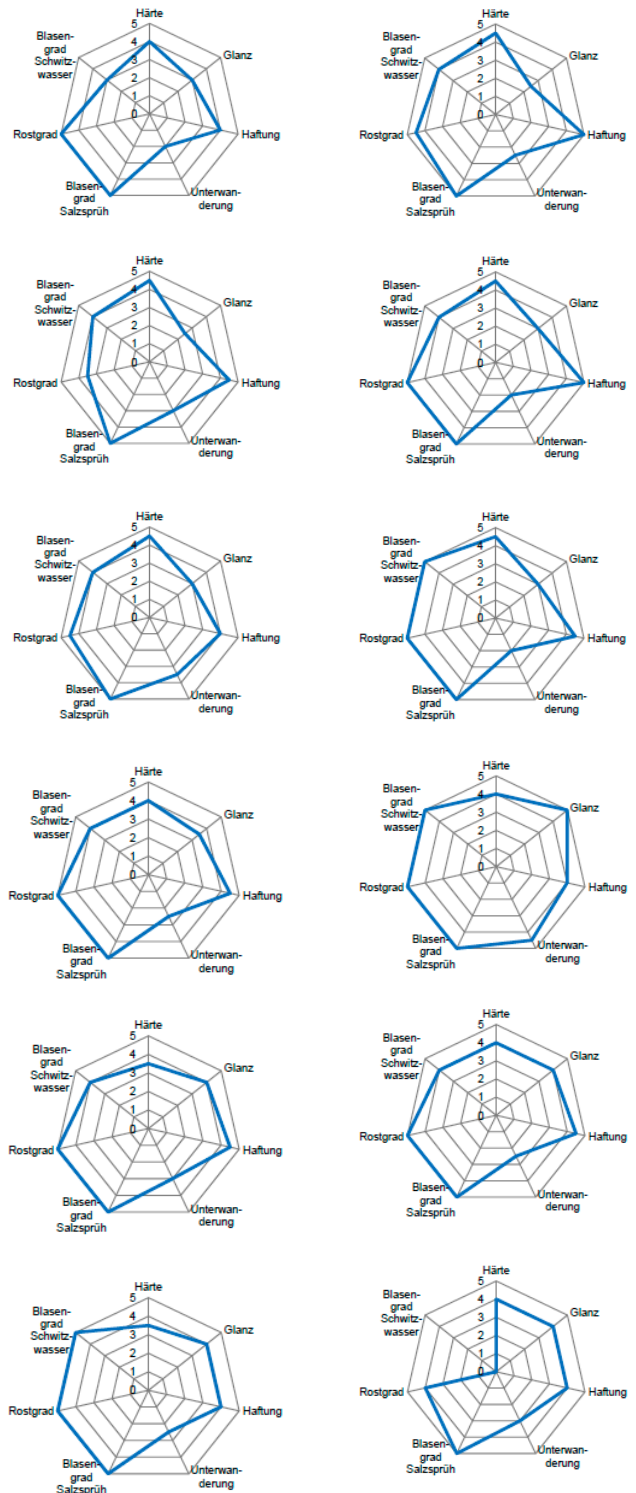 Härte
5
4
3
2
1
0
Glanz
Haftung
Unterwan-
derung
Blasen-
grad
Salzsprüh
Rostgrad
Blasen-
grad
Schwitz-
wasser
Härte
5
4
3
2
1
0
Glanz
Haftung
Unterwan-
derung
Blasen-
grad
Salzsprüh
Rostgrad
Blasen-
grad
Schwitz-
wasser
Härte
5
4
3
2
1
0
Glanz
Haftung
Unterwan-
derung
Blasen-
grad
Salzsprüh
Rostgrad
Blasen-
grad
Schwitz-
wasser
Härte
5
4
3
2
1
0
Glanz
Haftung
Unterwan-
derung
Blasen-
grad
Salzsprüh
Rostgrad
Blasen-
grad
Schwitz-
wasser
Härte
5
4
3
2
1
0
Glanz
Haftung
Unterwan-
derung
Blasen-
grad
Salzsprüh
Rostgrad
Blasen-
grad
Schwitz-
wasser
Härte
5
4
3
2
1
0
Glanz
Haftung
Unterwan-
derung
Blasen-
grad
Salzsprüh
Rostgrad
Blasen-
grad
Schwitz-
wasser
Härte
5
4
3
2
1
0
Glanz
Haftung
Unterwan-
derung
Blasen-
grad
Salzsprüh
Rostgrad
Blasen-
grad
Schwitz-
wasser
Härte
5
4
3
2
1
0
Glanz
Haftung
Unterwan-
derung
Blasen-
grad
Salzsprüh
Rostgrad
Blasen-
grad
Schwitz-
wasser
Härte
5
4
3
2
1
0
Glanz
Haftung
Unterwan-
derung
Blasen-
grad
Salzsprüh
Rostgrad
Blasen-
grad
Schwitz-
wasser
Härte
5
4
3
2
1
0
Glanz
Haftung
Unterwan-
derung
Blasen-
grad
Salzsprüh
Rostgrad
Blasen-
grad
Schwitz-
wasser
Härte
5
4
3
2
1
0
Glanz
Haftung
Unterwan-
derung
Blasen-
grad
Salzsprüh
Rostgrad
Blasen-
grad
Schwitz-
wasser
Härte
5
4
3
2
1
0
Glanz
Haftung
Unterwan-
derung
Blasen-
grad
Salzsprüh
Rostgrad
Blasen-
grad
Schwitz-
wasser